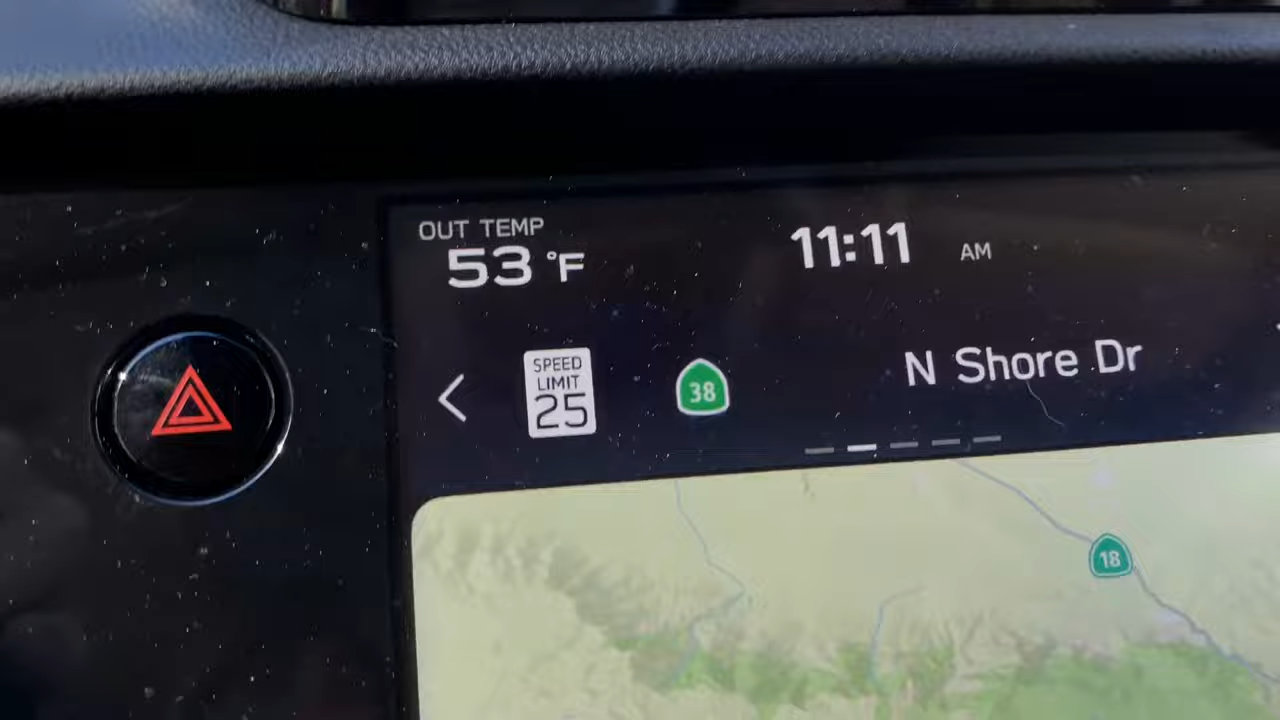 OUT TEMP
53 °F
11:11 AM
SPEED
LIMIT
25
38
N Shore Dr
18